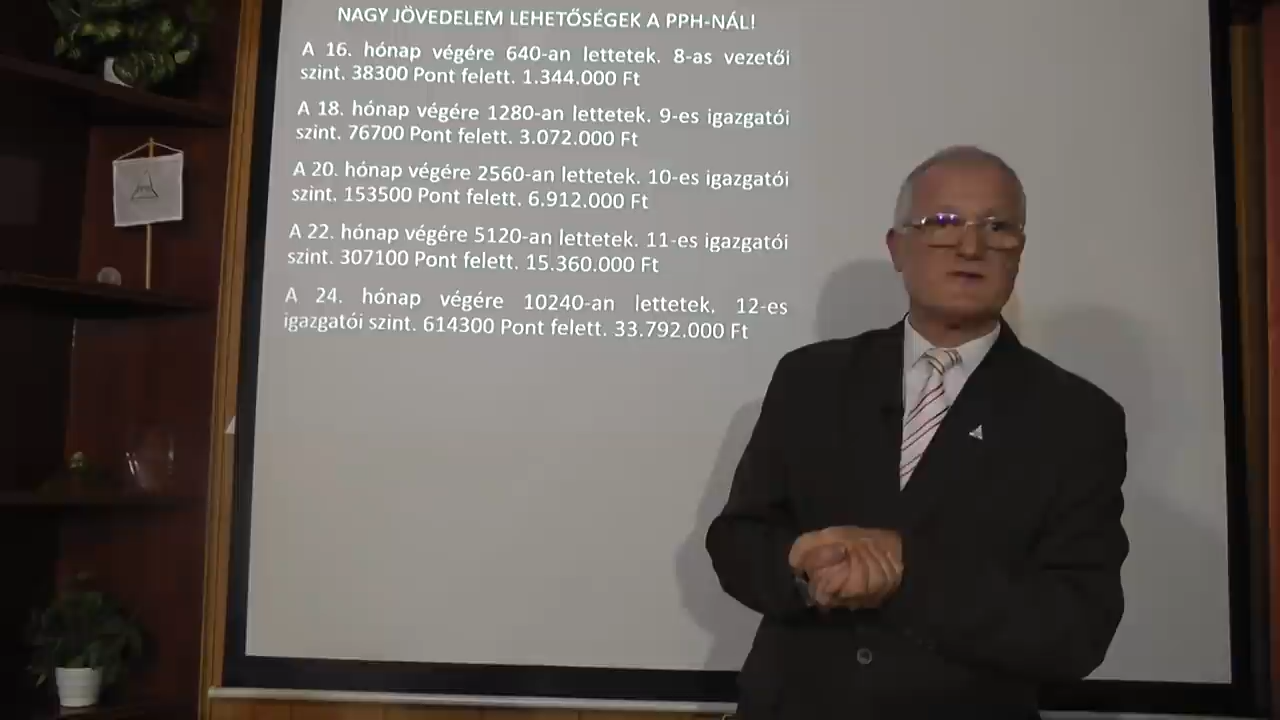 NAGY JÖVEDELEM LEHETŐSÉGEK A PPH-NÁL!
A 16. hónap végére 640-an lettetek. 8-as vezetői
szint. 38300 Pont felett. 1.344.000 Ft
A 18. hónap végére 1280-an lettetek. 9-es igazgatói
szint. 76700 Pont felett. 3.072.000 Ft
A 20. hónap végére 2560-an lettetek. 10-es igazgatói
szint. 153500 Pont felett. 6.912.000 Ft
A 22. hónap végére 5120-an lettetek. 11-es igazgatói
szint. 307100 Pont felett. 15.360.000 Ft
A 24. hónap végére 10240-an lettetek. 12-es
igazgatói szint. 614300 Pont felett. 33.792.000 Ft